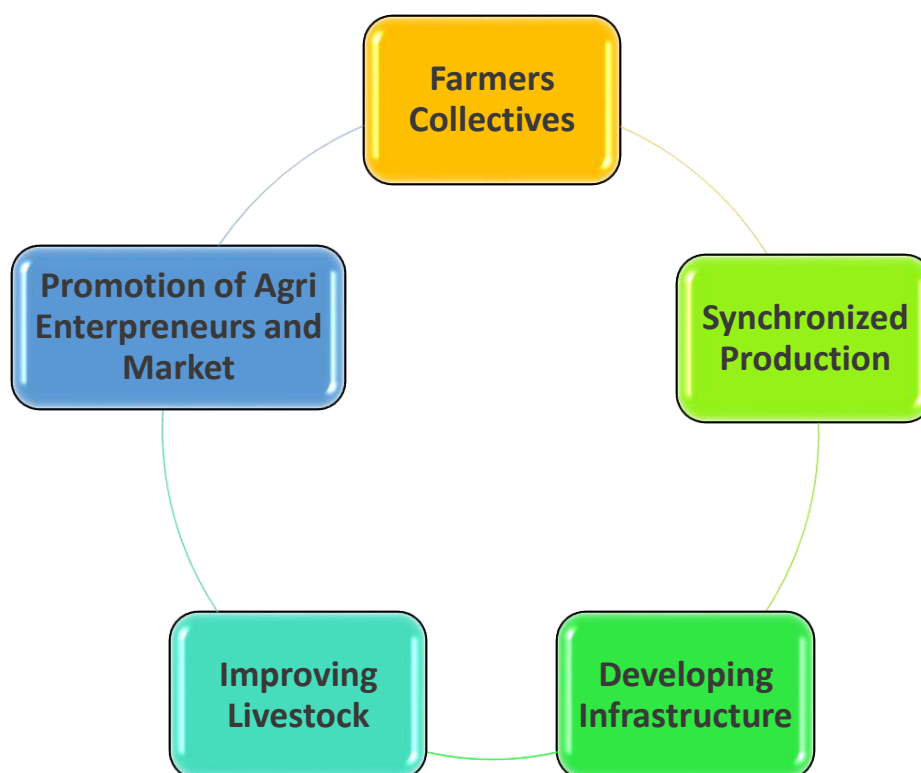 Farmers
Collectives
Synchronized
Production
Developing
Infrastructure
Improving
Livestock
Promotion of Agri
Enterpreneurs and
Market